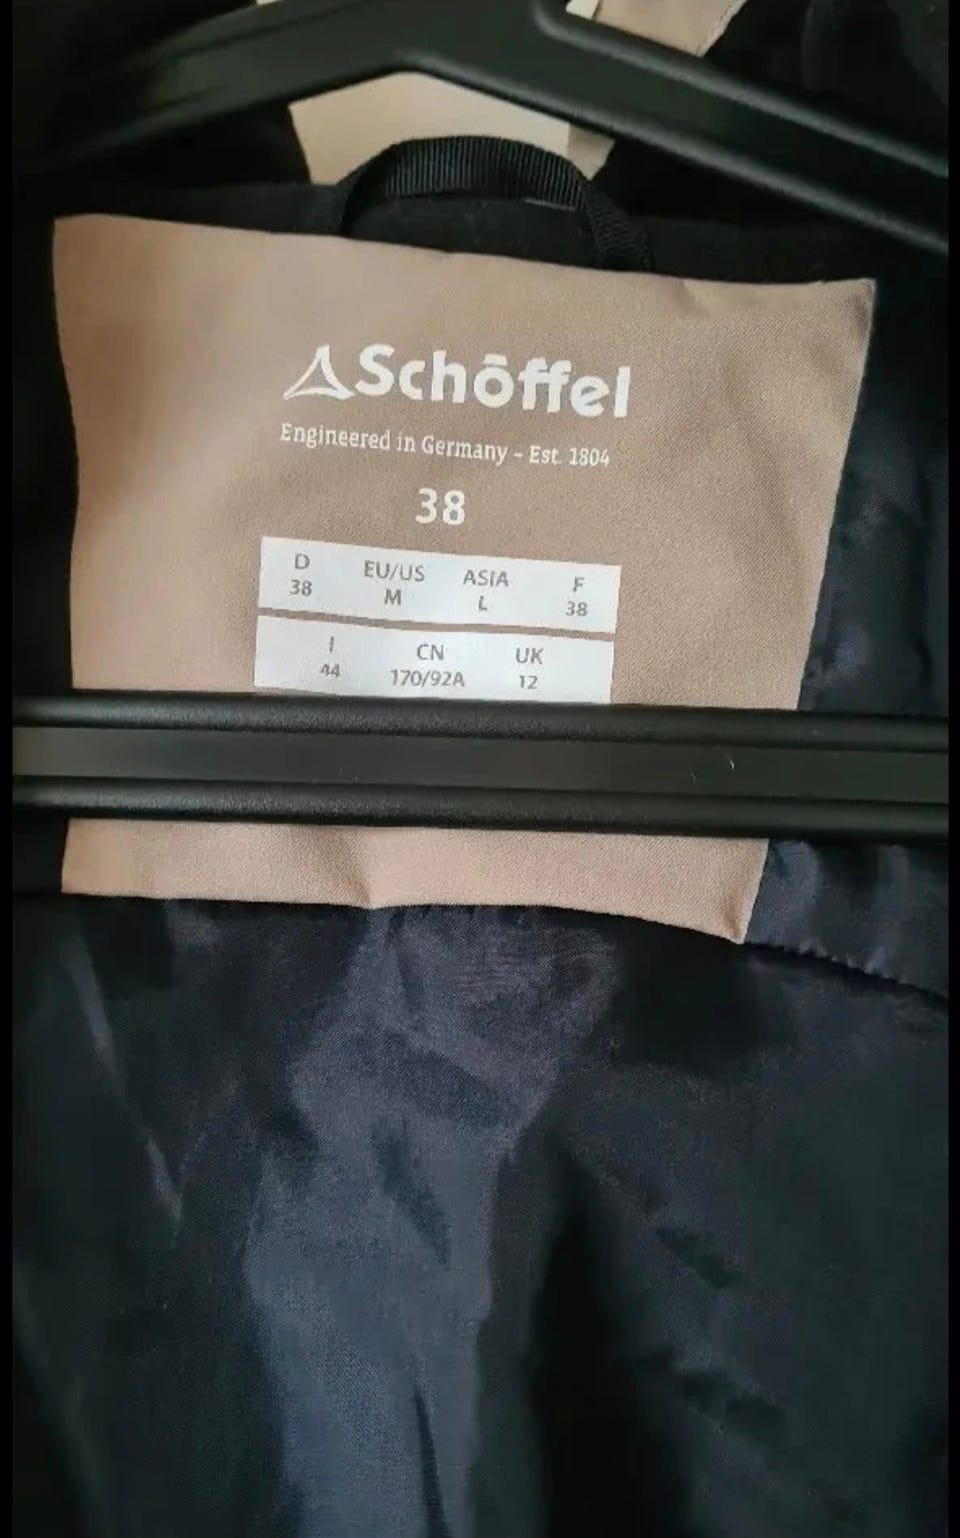 Schöffel
Engineered in Germany – Est. 1804
38
D EU/US ASIA F
38 M L 38
I CN UK
44 170/92A 12